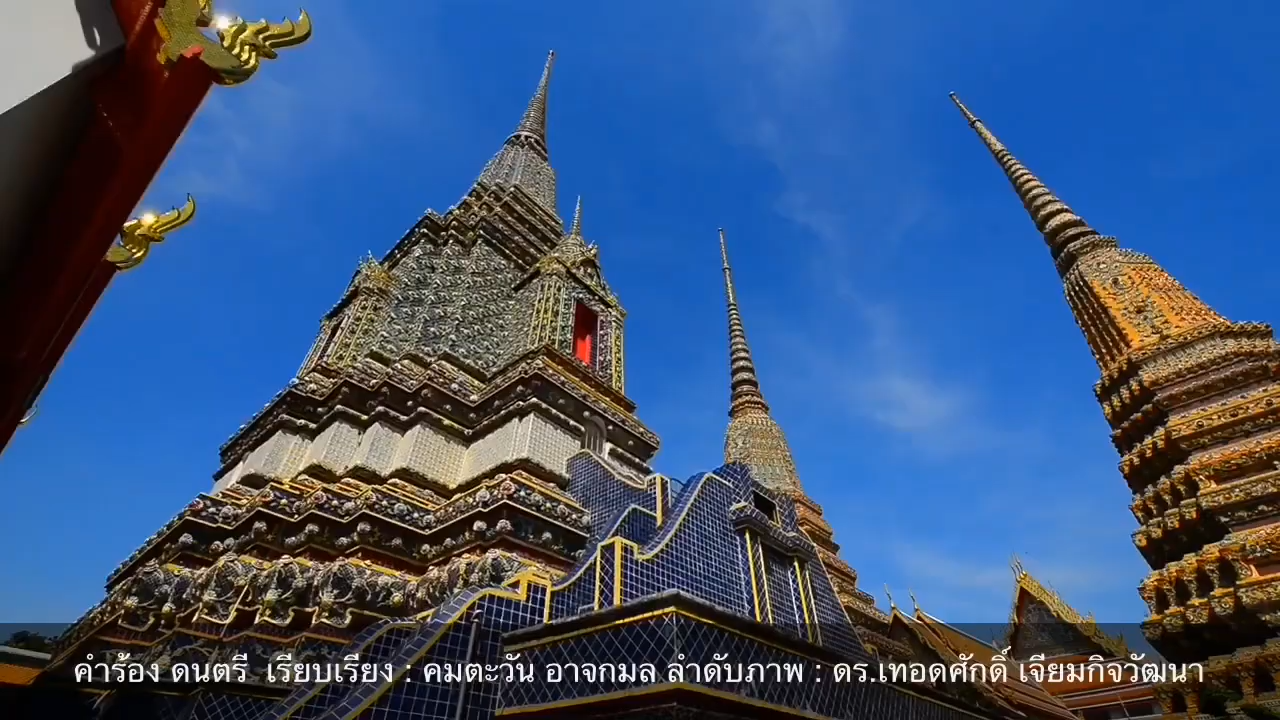 คำร้อง ดนตรี เรียบเรียง : คมตะวัน อาจกมล ลำดับภาพ : ดร.เทอดศักดิ์ เจียมกิจวัฒนา